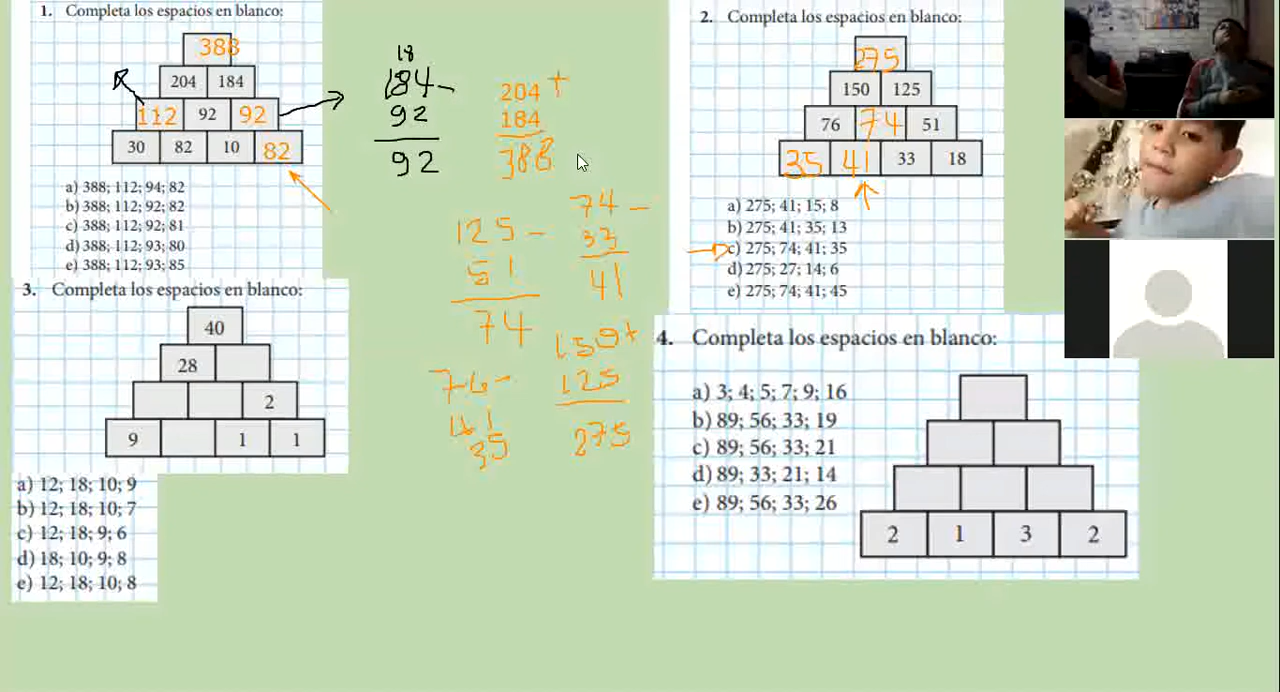 1. Completa los espacios en blanco:
388
204 184
112 92 92
30 82 10 82
a) 388; 112; 94; 82
b) 388; 112; 92; 82
c) 388; 112; 92; 81
d) 388; 112; 93; 80
e) 388; 112; 93; 85
18
184 -
92
92
204 +
184
388
125 -
51
74
74 -
33
41
76 -
41
35
150 +
125
275
2. Completa los espacios en blanco:
275
150 125
76 74 51
35 41 33 18
a) 275; 41; 15; 8
b) 275; 41; 35; 13
c) 275; 74; 41; 35
d) 275; 27; 14; 6
e) 275; 74; 41; 45
3. Completa los espacios en blanco:
40
28
2
9 1 1
a) 12; 18; 10; 9
b) 12; 18; 10; 7
c) 12; 18; 9; 6
d) 18; 10; 9; 8
e) 12; 18; 10; 8
4. Completa los espacios en blanco:
a) 3; 4; 5; 7; 9; 16
b) 89; 56; 33; 19
c) 89; 56; 33; 21
d) 89; 33; 21; 14
e) 89; 56; 33; 26
2 1 3 2